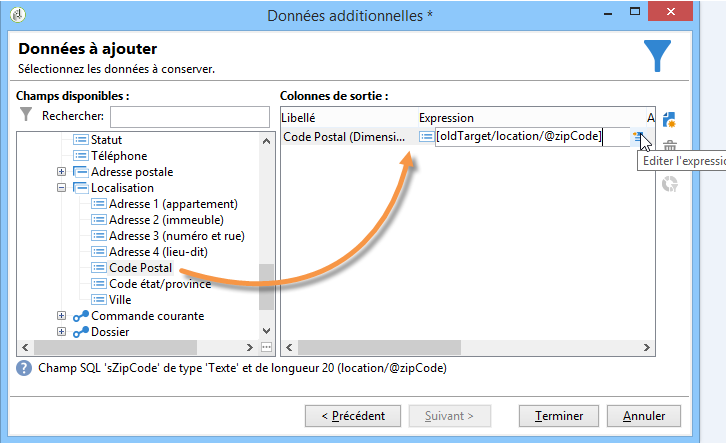 Données additionnelles *
Données à ajouter
Sélectionnez les données à conserver.
Champs disponibles :
Rechercher:
Statut
Téléphone
Adresse postale
Localisation
Adresse 1 (appartement)
Adresse 2 (immeuble)
Adresse 3 (numéro et rue)
Adresse 4 (lieu-dit)
Code Postal
Code état/province
Ville
Commande courante
Dossier
Colonnes de sortie :
Libellé Expression A
Code Postal (Dimensi... [oldTarget/location/@zipCode]
Editer l'expressio
Champ SQL 'sZipCode' de type 'Texte' et de longueur 20 (location/@zipCode)
< Précédent Suivant > Terminer Annuler